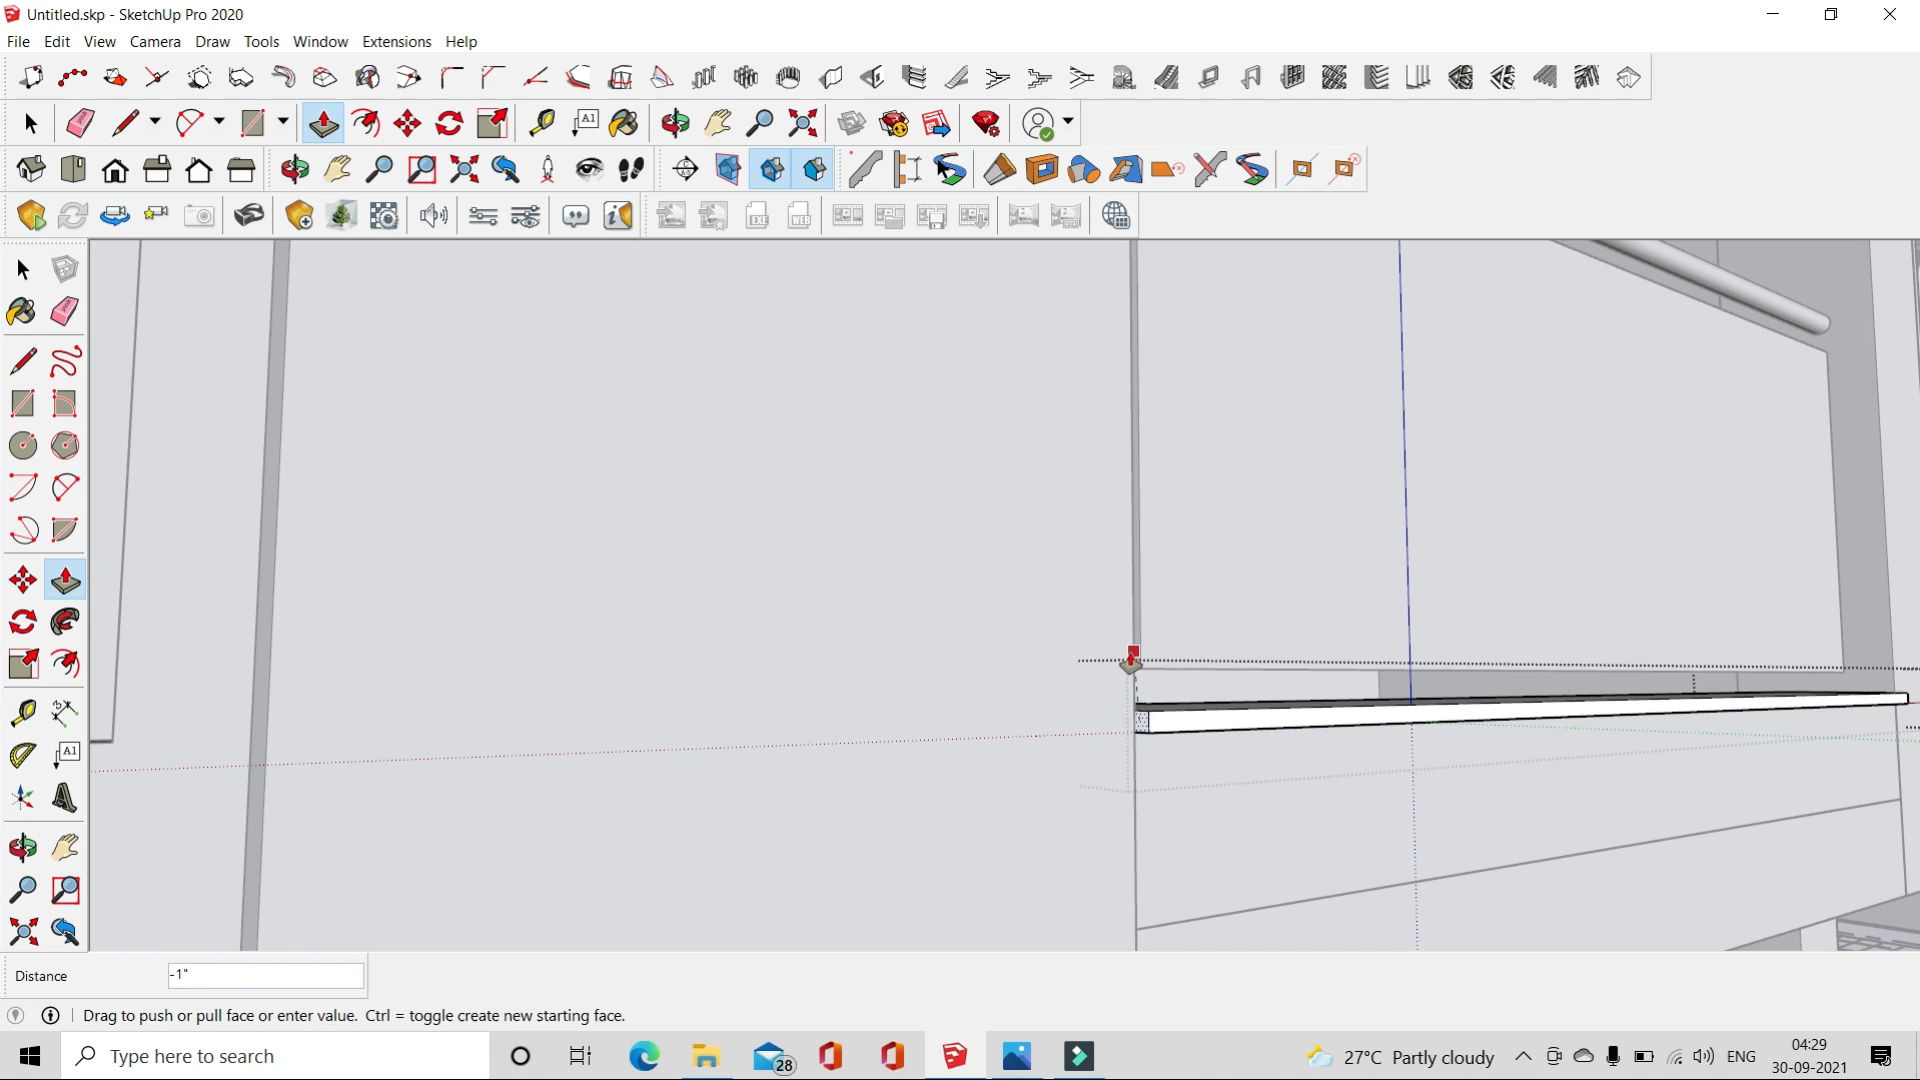 Untitled.skp - SketchUp Pro 2020
File Edit View Camera Draw Tools Window Extensions Help
A1
A1
Distance -1"
Drag to push or pull face or enter value. Ctrl = toggle create new starting face.
Type here to search
28
27°C Partly cloudy
ENG
04:29
30-09-2021